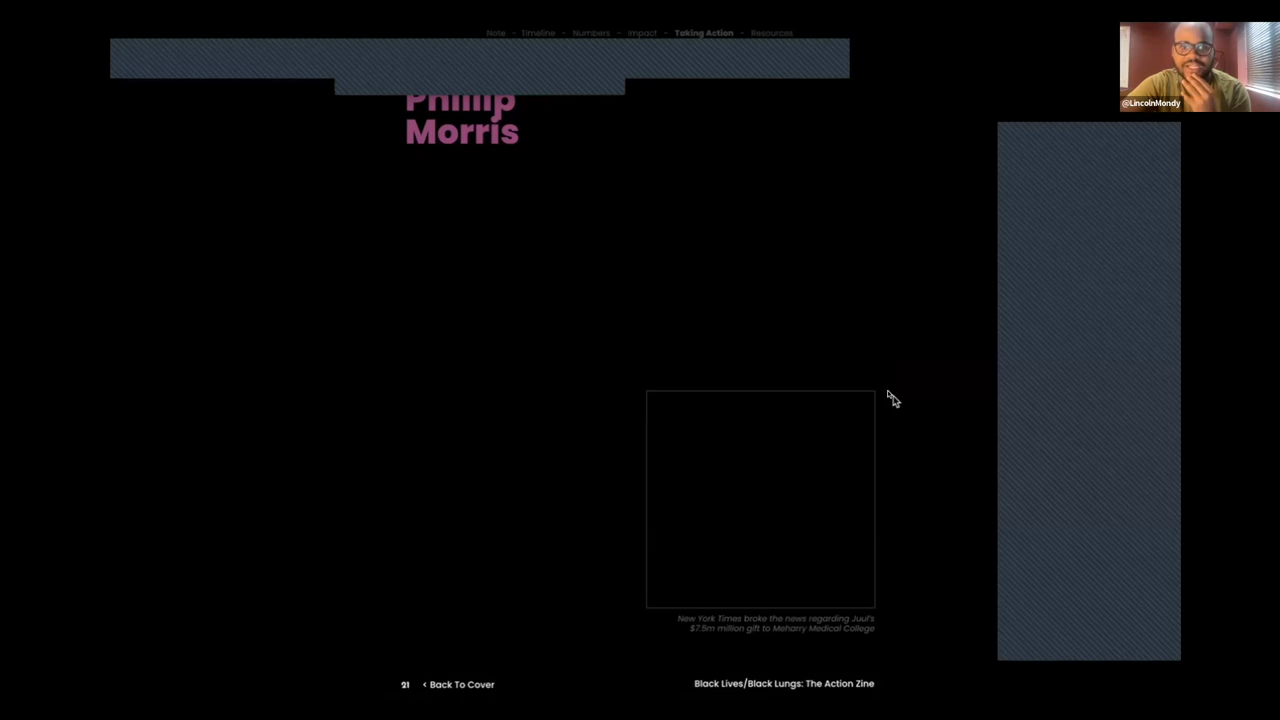 Note - Timeline - Numbers - Impact - Taking Action - Resources
@LincolnMondy
Phillip
Morris
New York Times broke the news regarding Juul's
$7.5m million gift to Meharry Medical College
21 < Back To Cover
Black Lives/Black Lungs: The Action Zine